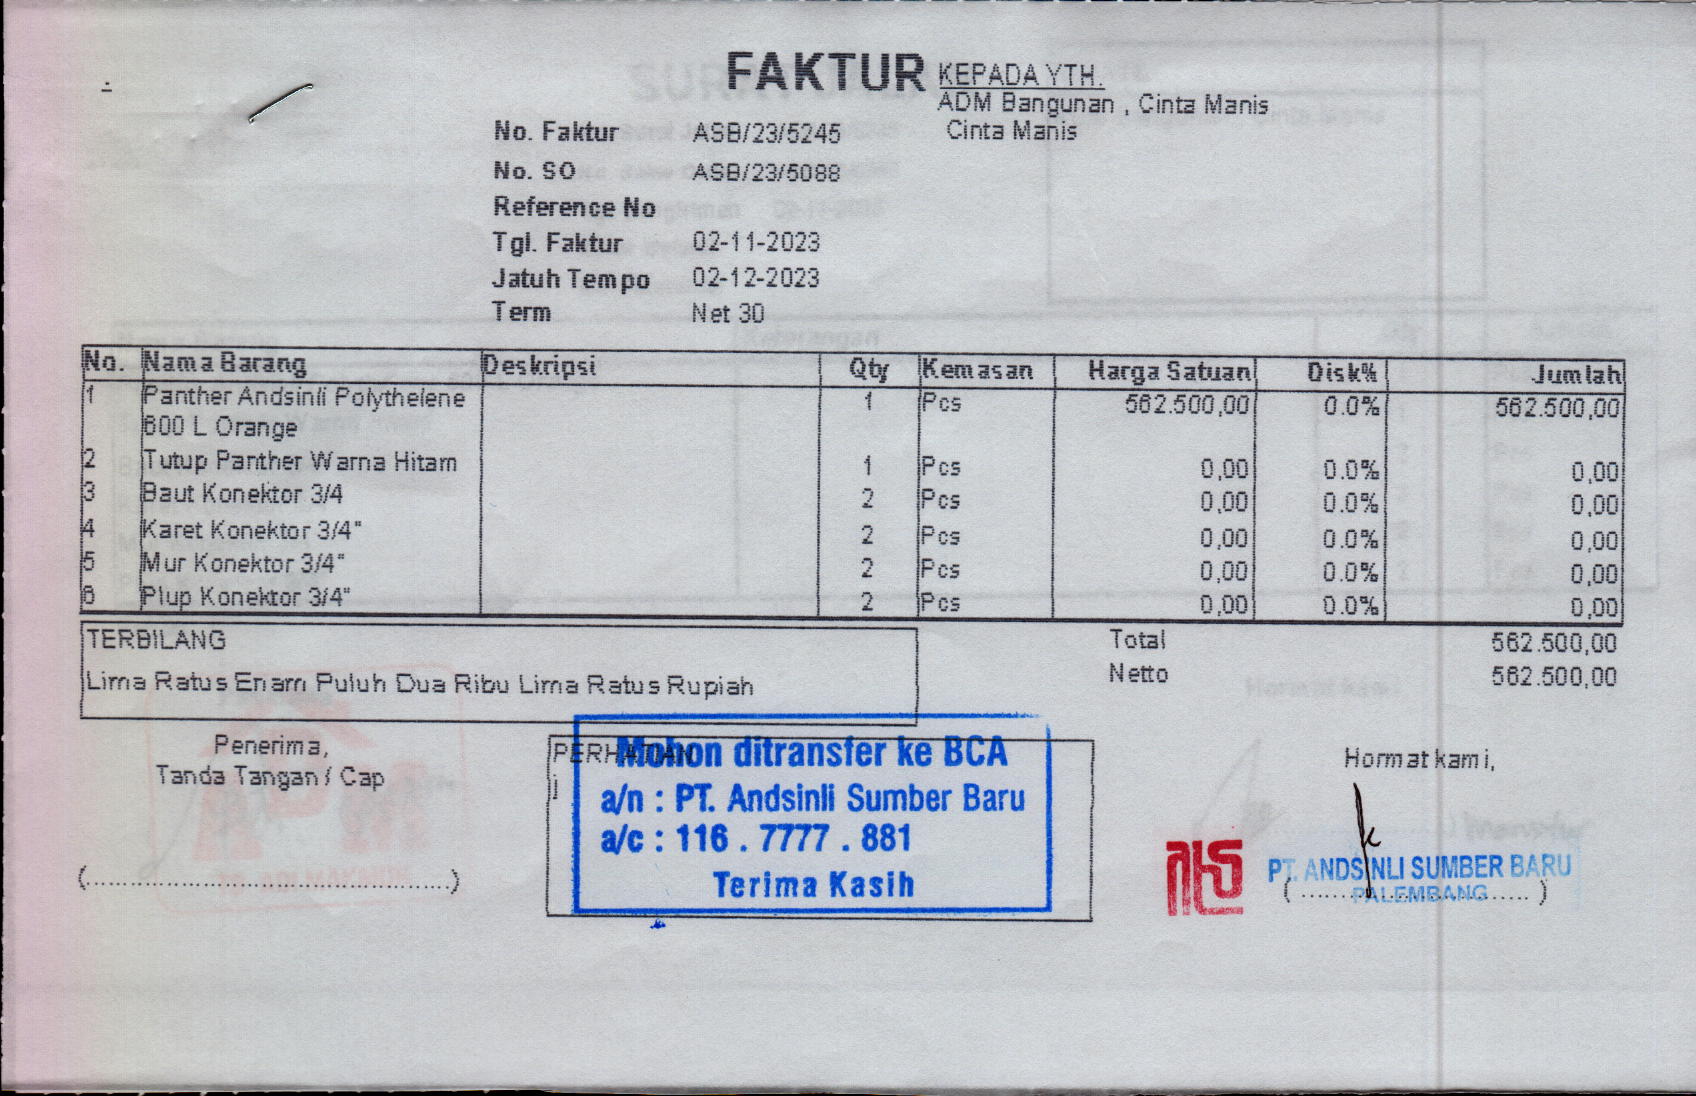 FAKTUR
KEPADA YTH.
ADM Bangunan , Cinta Manis
Cinta Manis
No. Faktur ASB/23/5245
No. SO ASB/23/5088
Reference No
Tgl. Faktur 02-11-2023
Jatuh Tempo 02-12-2023
Term Net 30
No. Nama Barang Deskripsi Qty Kemasan Harga Satuan Disk% Jumlah
1 Panther Andsinli Polythelene 1 Pcs 562.500,00 0.0% 562.500,00
600 L Orange
2 Tutup Panther Warna Hitam 1 Pcs 0,00 0.0% 0,00
3 Baut Konektor 3/4 2 Pcs 0,00 0.0% 0,00
4 Karet Konektor 3/4" 2 Pcs 0,00 0.0% 0,00
5 Mur Konektor 3/4" 2 Pcs 0,00 0.0% 0,00
6 Plup Konektor 3/4" 2 Pcs 0,00 0.0% 0,00
TERBILANG
Lima Ratus Enam Puluh Dua Ribu Lima Ratus Rupiah
Total 562.500,00
Netto 562.500,00
Penerima,
Tanda Tangan / Cap
(....................................................)
PERHATIAN
j
Mohon ditransfer ke BCA
a/n : PT. Andsinli Sumber Baru
a/c : 116 . 7777 . 881
Terima Kasih
Hormat kami,
PT. ANDSINLI SUMBER BARU
PALEMBANG
(....................................)